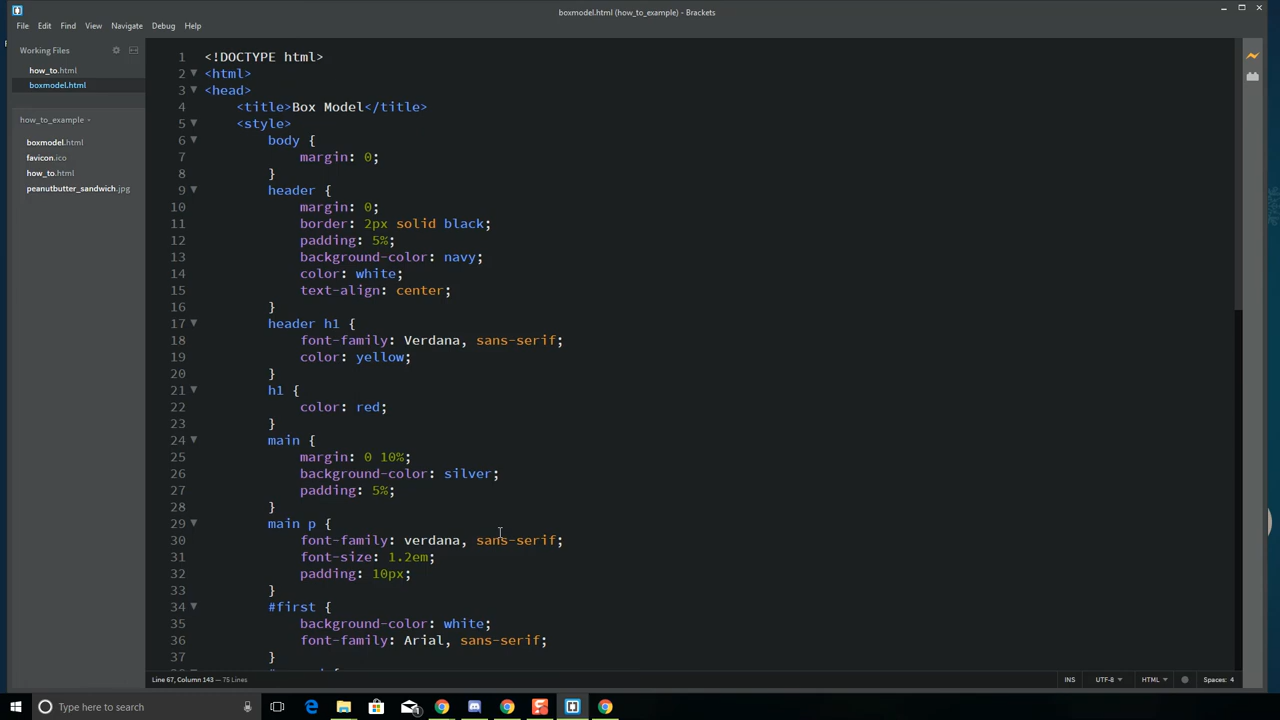 boxmodel.html (how_to_example) - Brackets
File Edit Find View Navigate Debug Help
Working Files
how_to.html
boxmodel.html
how_to_example
boxmodel.html
favicon.ico
how_to.html
peanutbutter_sandwich.jpg
1 <!DOCTYPE html>
2 <html>
3 <head>
4 <title>Box Model</title>
5 <style>
6 body {
7 margin: 0;
8 }
9 header {
10 margin: 0;
11 border: 2px solid black;
12 padding: 5%;
13 background-color: navy;
14 color: white;
15 text-align: center;
16 }
17 header h1 {
18 font-family: Verdana, sans-serif;
19 color: yellow;
20 }
21 h1 {
22 color: red;
23 }
24 main {
25 margin: 0 10%;
26 background-color: silver;
27 padding: 5%;
28 }
29 main p {
30 font-family: verdana, sans-serif;
31 font-size: 1.2em;
32 padding: 10px;
33 }
34 #first {
35 background-color: white;
36 font-family: Arial, sans-serif;
37 }
Line 67, Column 143 — 75 Lines
INS UTF-8 HTML Spaces: 4
Type here to search